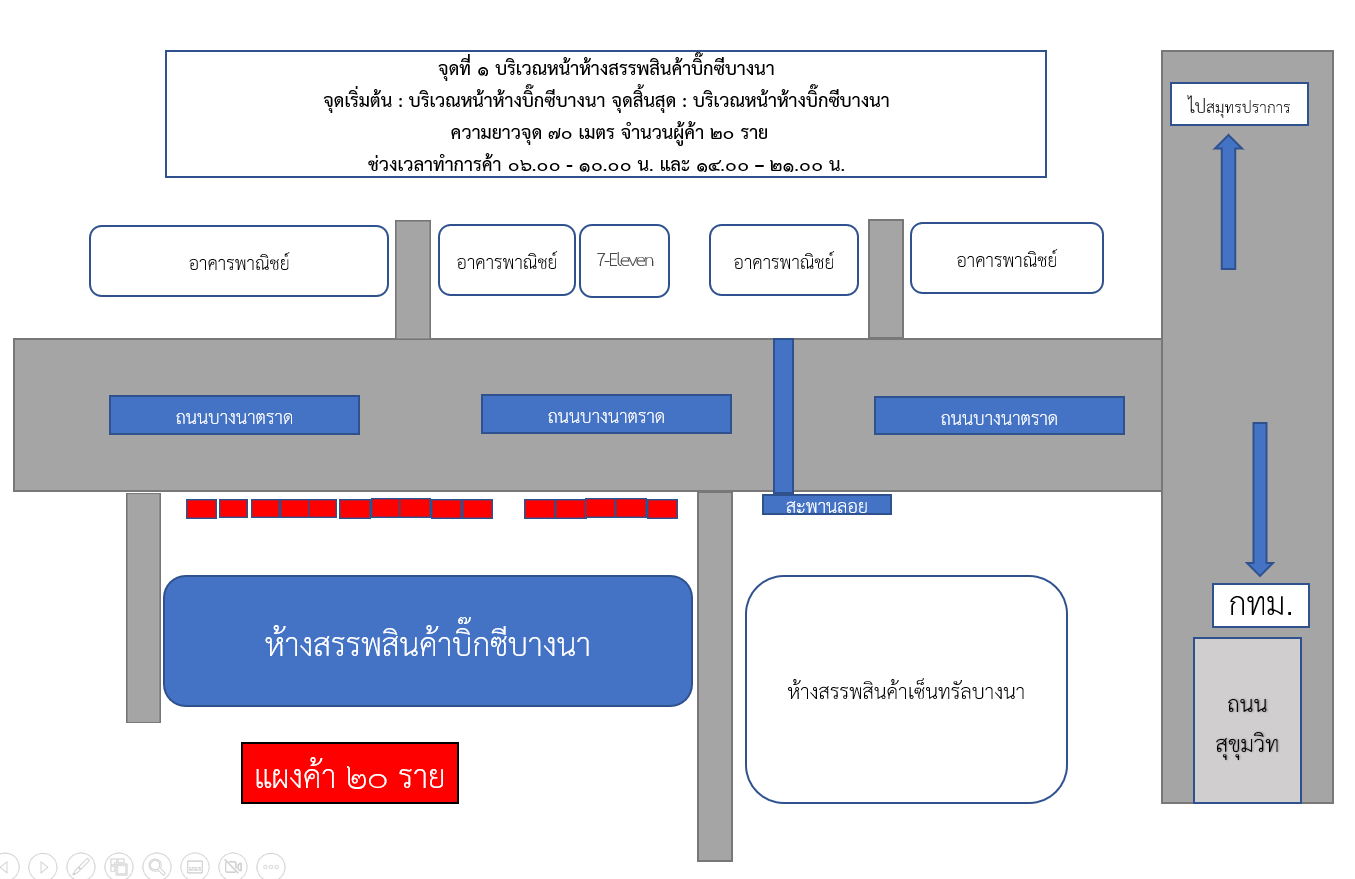 จุดที่ ๑ บริเวณหน้าห้างสรรพสินค้าบิ๊กซีบางนา
จุดเริ่มต้น : บริเวณหน้าห้างบิ๊กซีบางนา จุดสิ้นสุด : บริเวณหน้าห้างบิ๊กซีบางนา
ความยาวจุด ๗๐ เมตร จำนวนผู้ค้า ๒๐ ราย
ช่วงเวลาทำการค้า ๐๖.๐๐ - ๑๐.๐๐ น. และ ๑๔.๐๐ – ๒๑.๐๐ น.
ไปสมุทรปราการ
อาคารพาณิชย์
อาคารพาณิชย์
7-Eleven
อาคารพาณิชย์
อาคารพาณิชย์
ถนนบางนาตราด
ถนนบางนาตราด
ถนนบางนาตราด
สะพานลอย
กทม.
ห้างสรรพสินค้าบิ๊กซีบางนา
ห้างสรรพสินค้าเซ็นทรัลบางนา
ถนน
สุขุมวิท
แผงค้า ๒๐ ราย